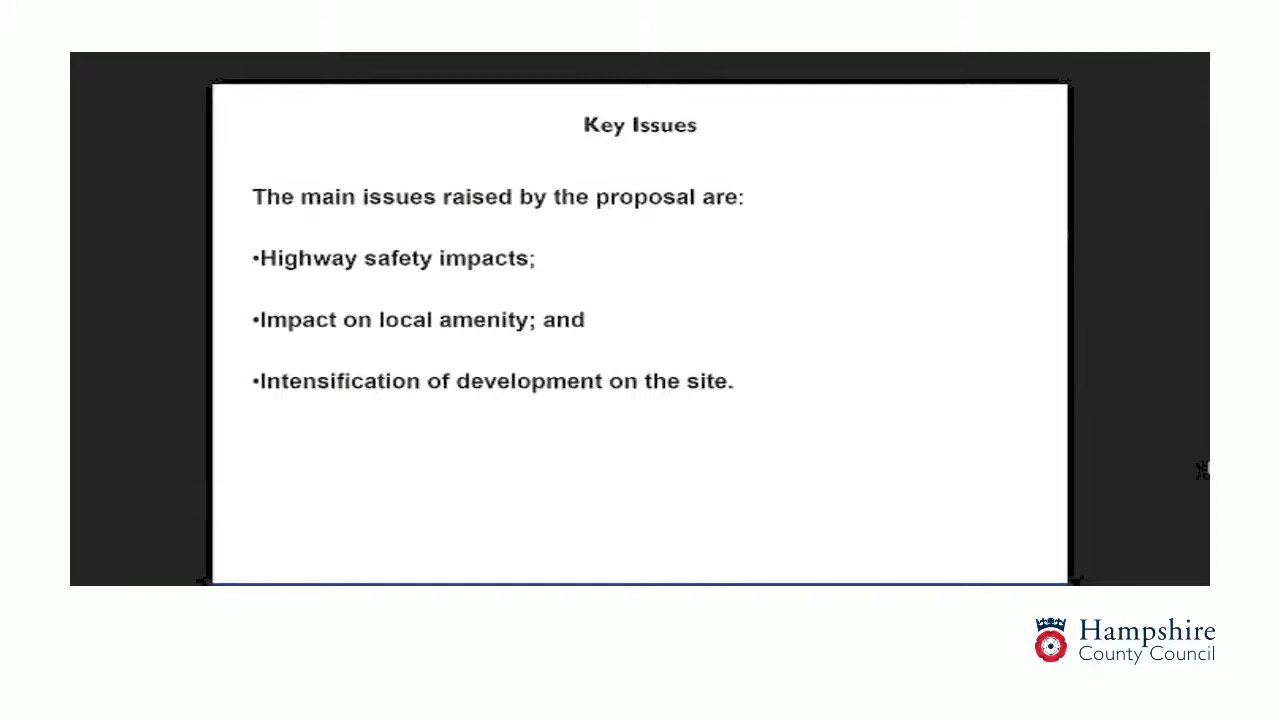 Key Issues
The main issues raised by the proposal are:
•Highway safety impacts;
•Impact on local amenity; and
•Intensification of development on the site.
Hampshire
County Council